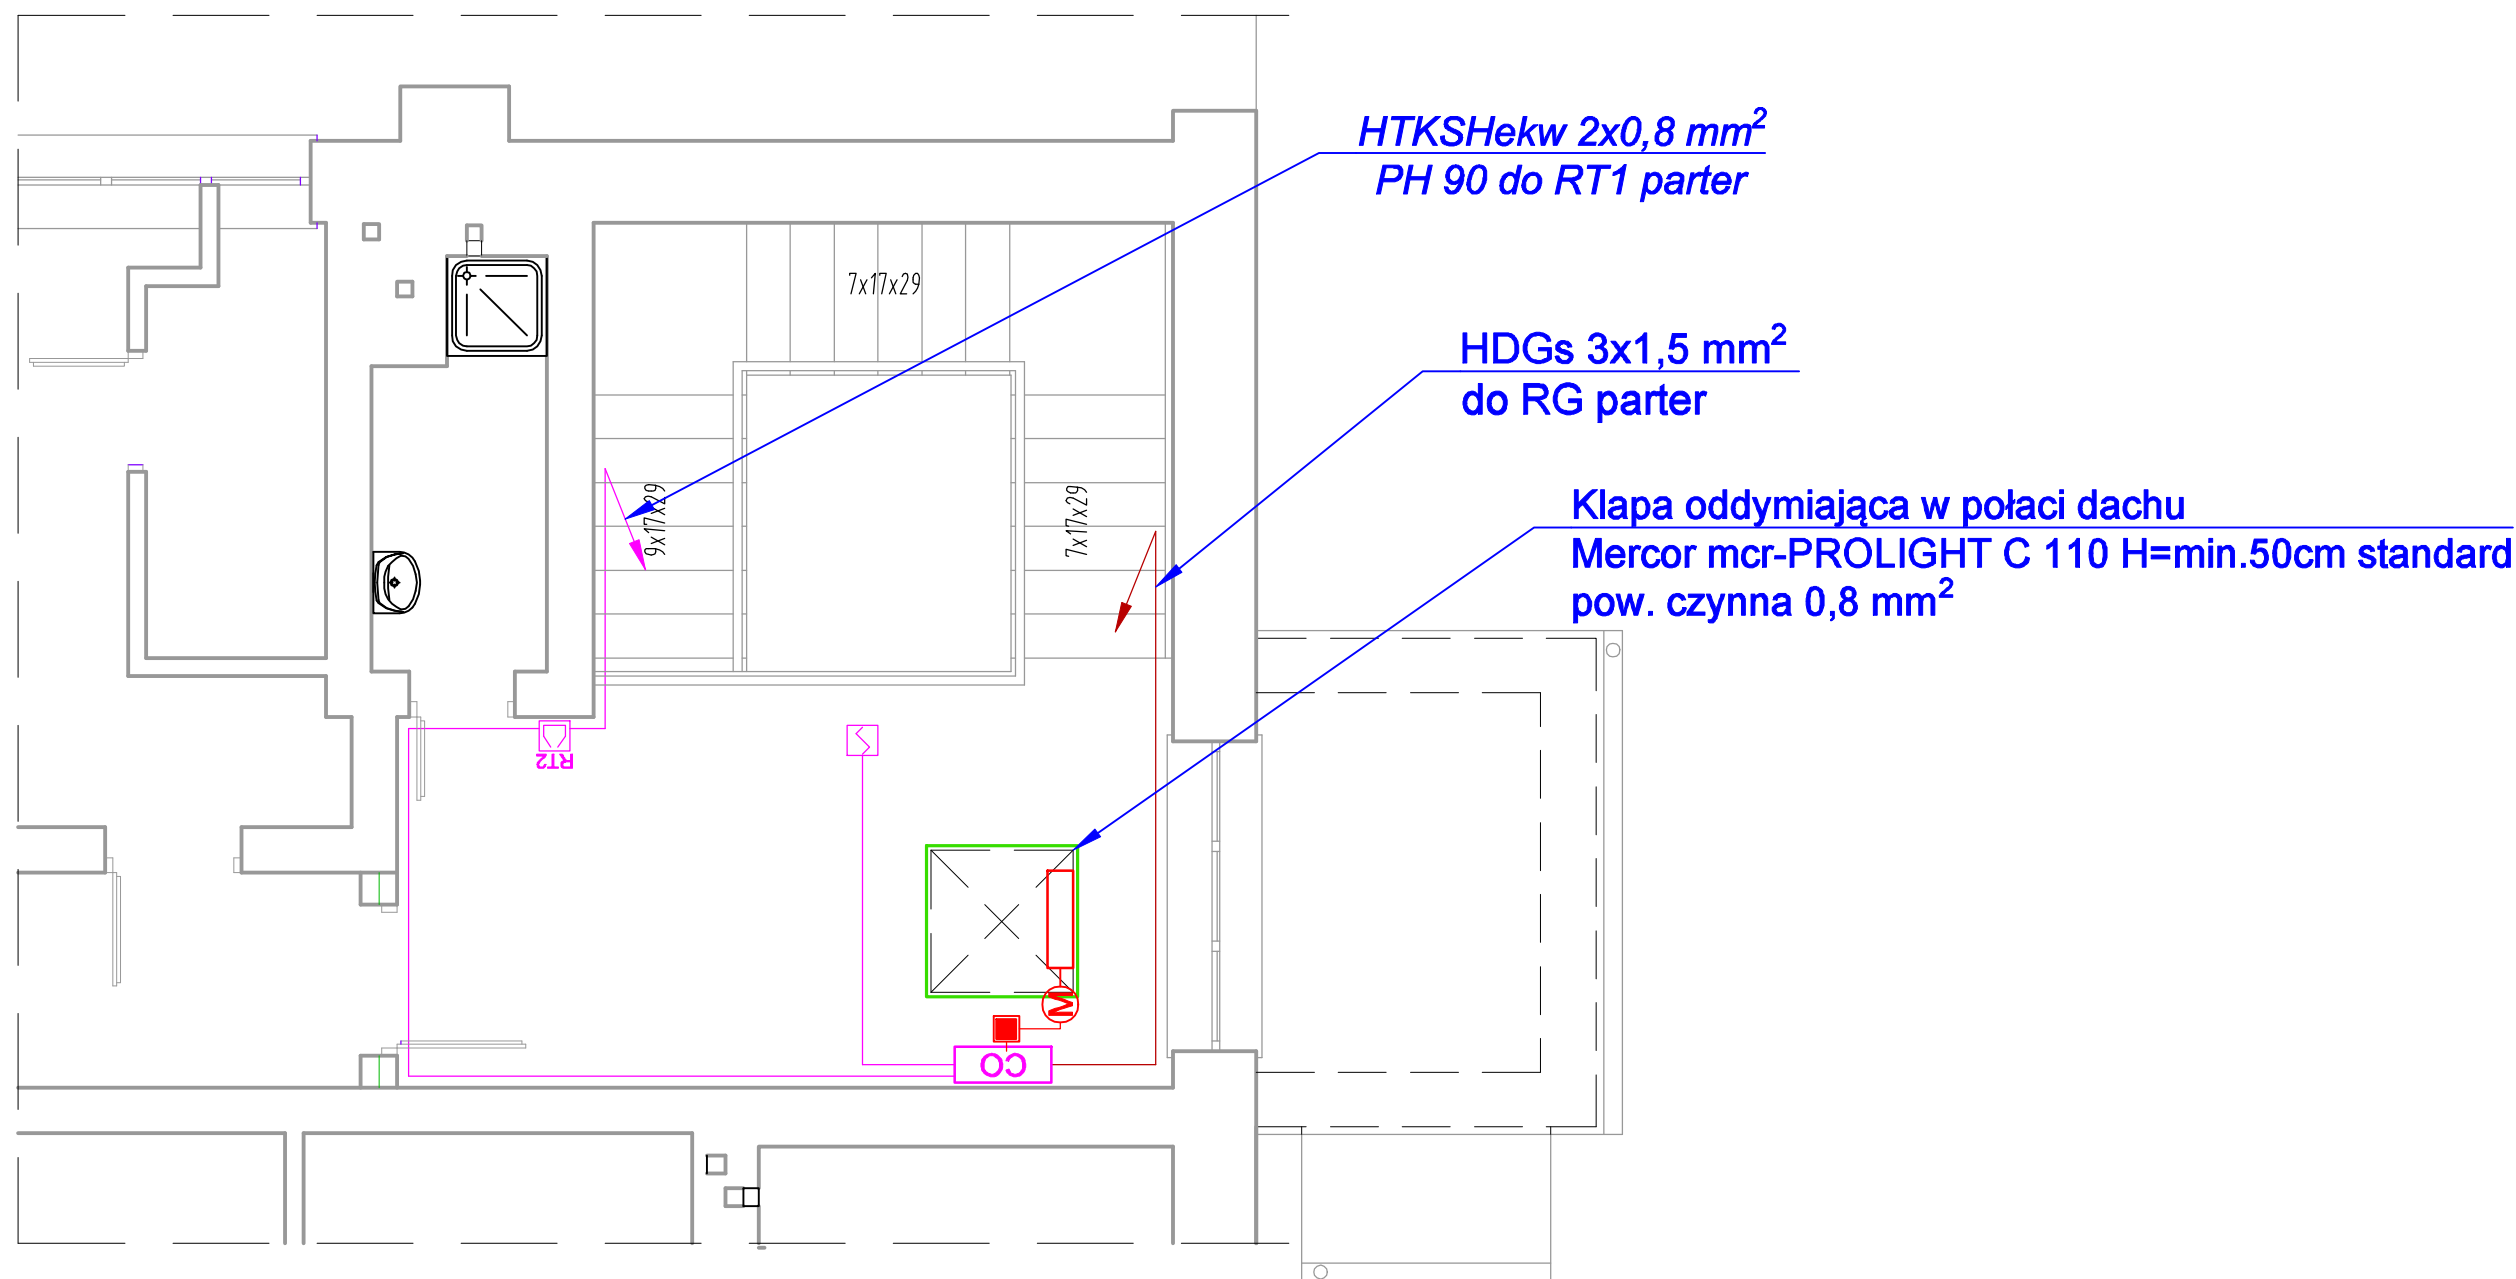 HTKSHekw 2x0,8 mm²
PH 90 do RT1 parter
7x17x29
HDGs 3x1,5 mm²
do RG parter
9x17x29
7x17x29
Klapa oddymiająca w połaci dachu
Mercor mcr-PROLIGHT C 110 H=min.50cm standard
pow. czynna 0,8 mm²
RT2
M
CO